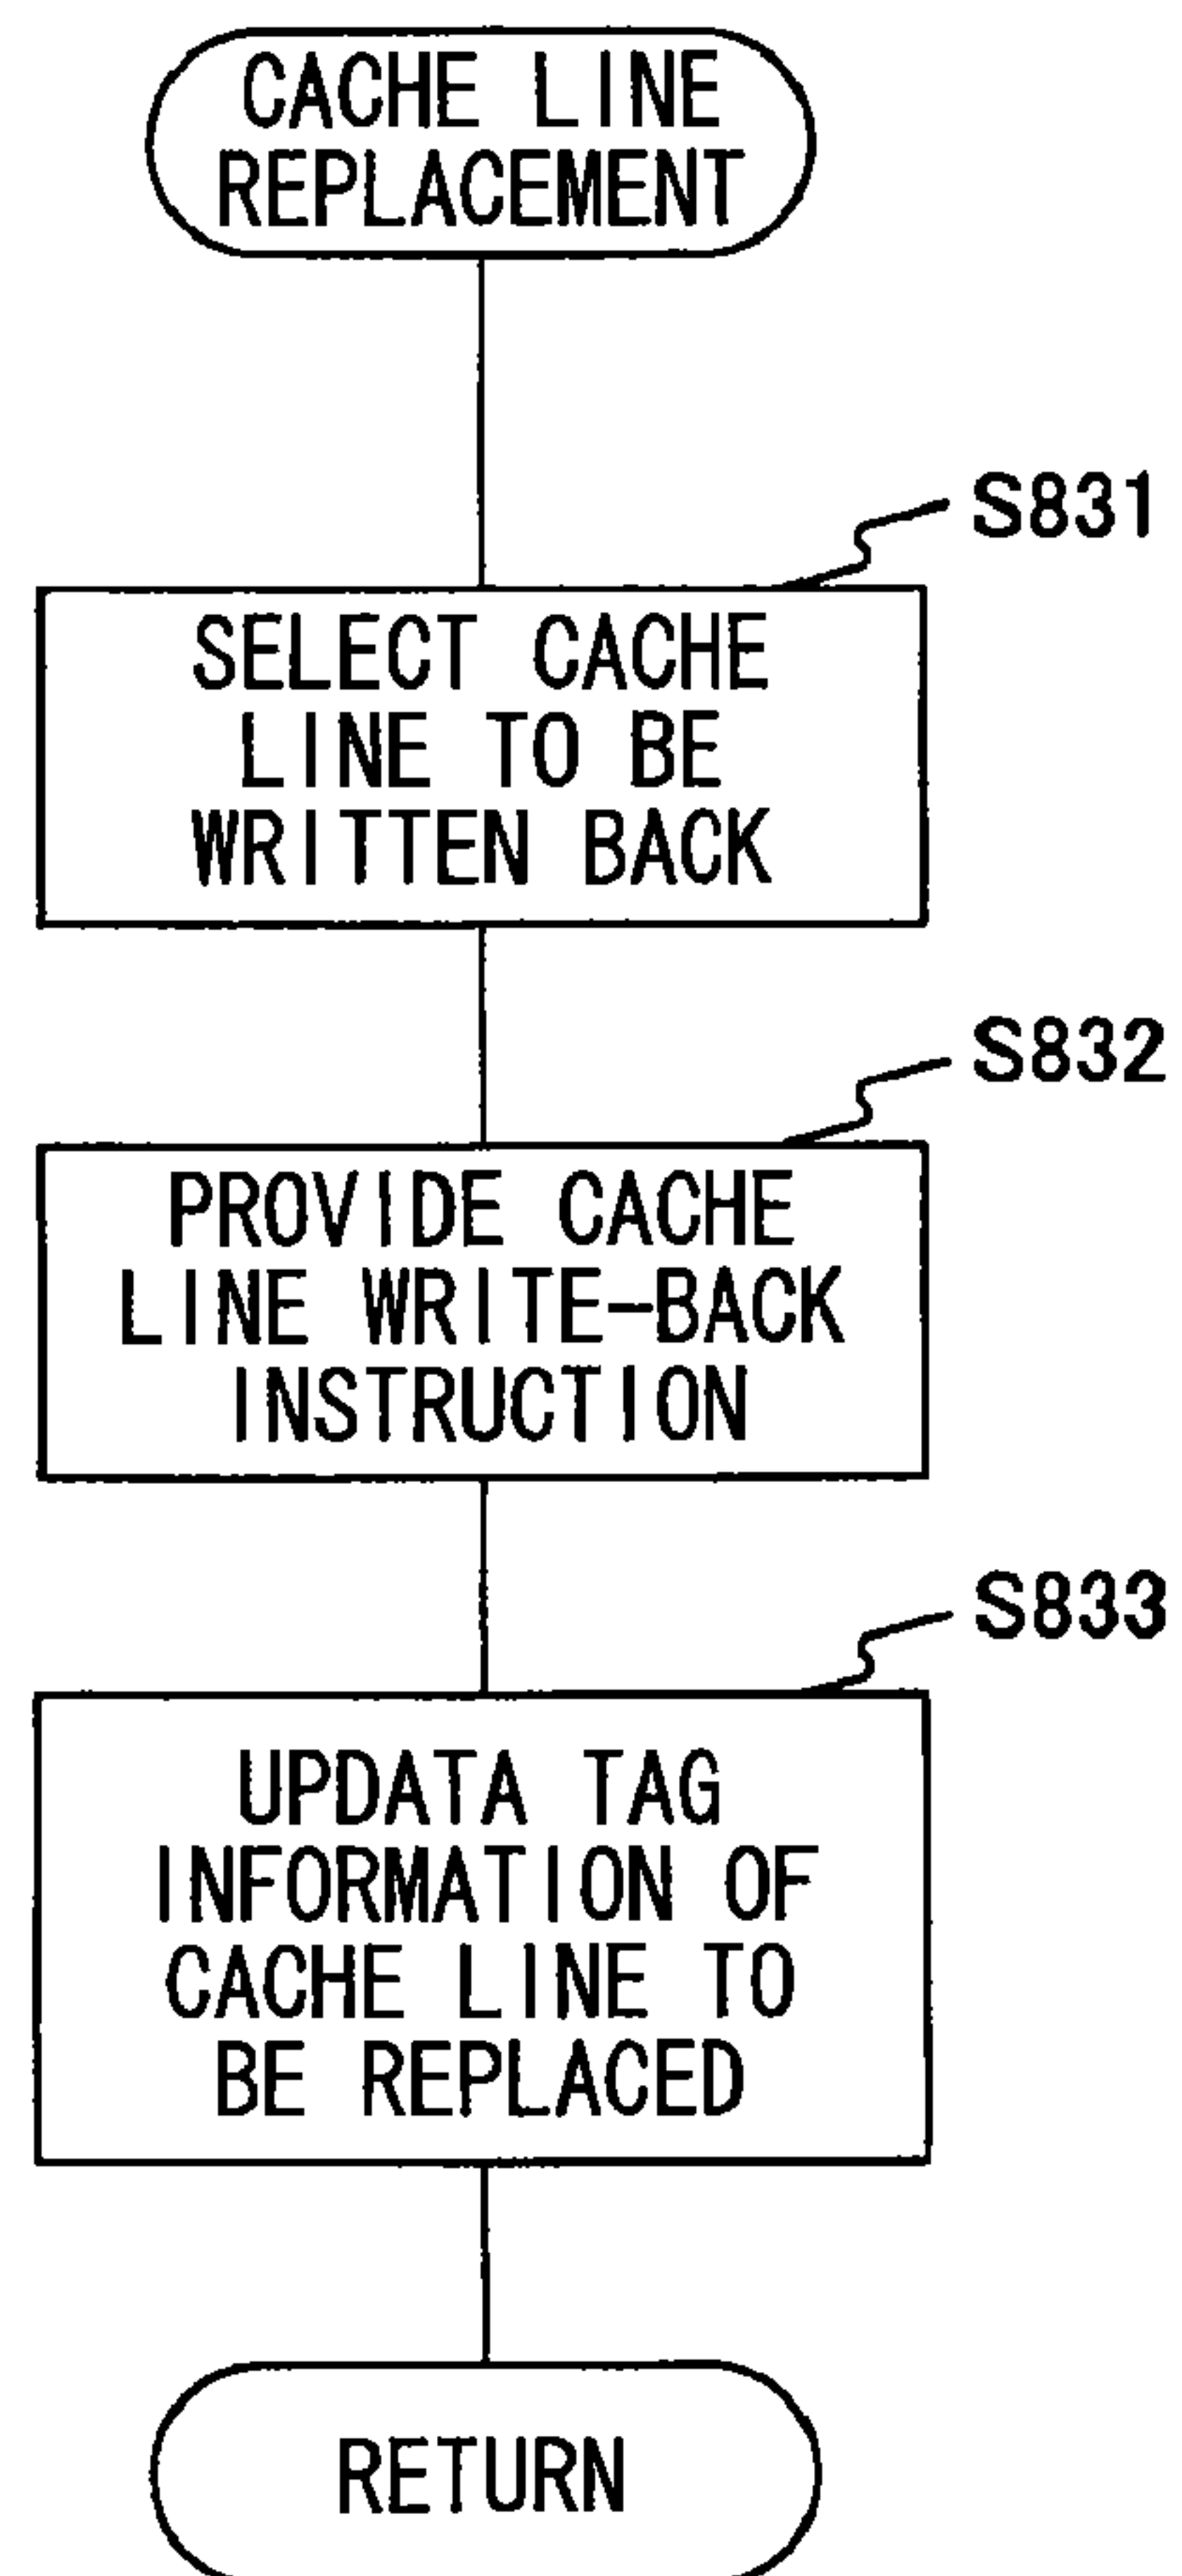 CACHE LINE
REPLACEMENT
S831
SELECT CACHE
LINE TO BE
WRITTEN BACK
S832
PROVIDE CACHE
LINE WRITE-BACK
INSTRUCTION
S833
UPDATA TAG
INFORMATION OF
CACHE LINE TO
BE REPLACED
RETURN